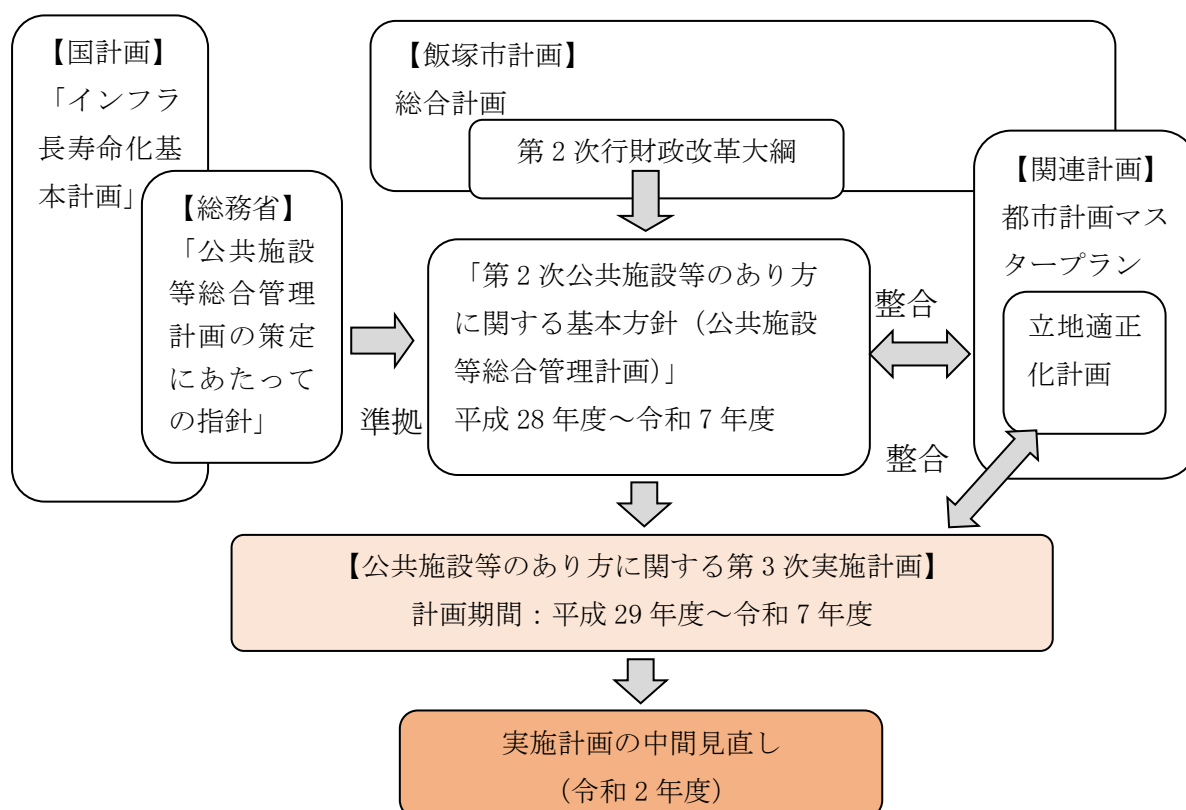 【国計画】
「インフラ
長寿命化基
本計画」
【総務省】
「公共施設
等総合管理
計画の策定
にあたって
の指針」
準拠
【飯塚市計画】
総合計画
第２次行財政改革大綱
「第２次公共施設等のあり方
に関する基本方針（公共施設
等総合管理計画）」
平成 28 年度～令和７年度
整合
整合
【関連計画】
都市計画マス
タープラン
立地適正
化計画
【公共施設等のあり方に関する第３次実施計画】
計画期間：平成 29 年度～令和７年度
実施計画の中間見直し
（令和２年度）